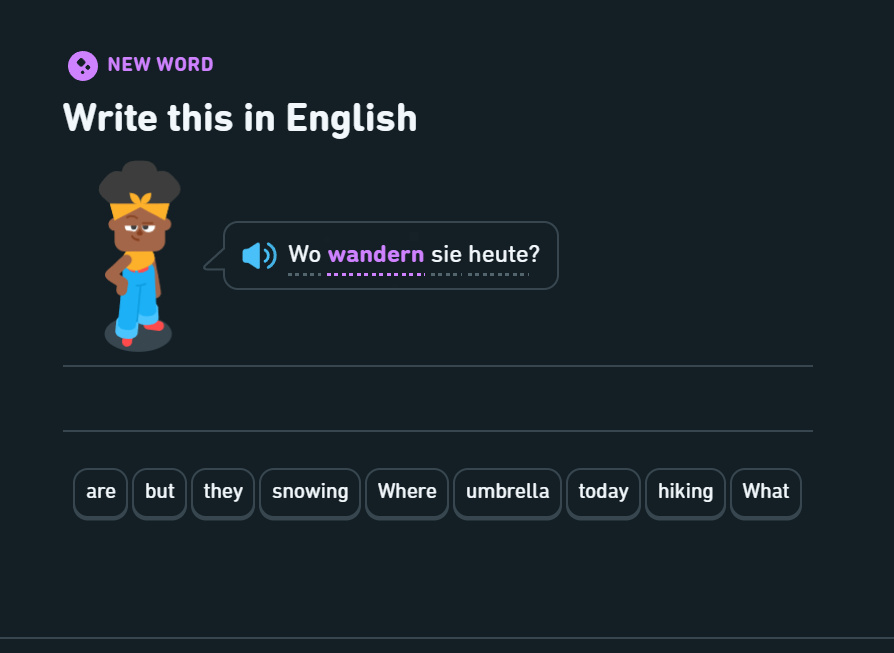 NEW WORD
Write this in English
Wo wandern sie heute?
are but they snowing Where umbrella today hiking What